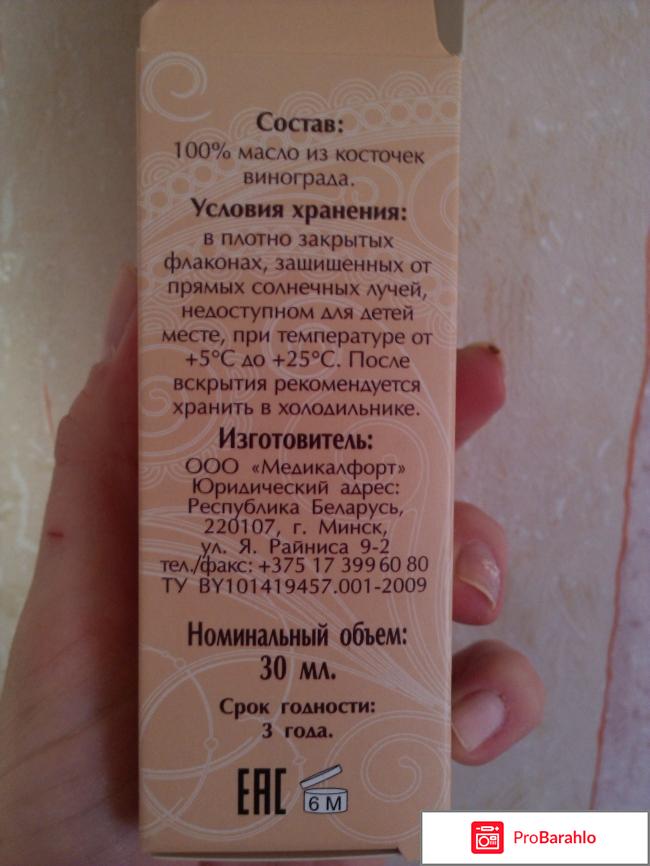 Состав:
100% масло из косточек
винограда.
Условия хранения:
в плотно закрытых
флаконах, защищенных от
прямых солнечных лучей,
недоступном для детей
месте, при температуре от
+5°С до +25°С. После
вскрытия рекомендуется
хранить в холодильнике.
Изготовитель:
ООО «Медикалфорт»
Юридический адрес:
Республика Беларусь,
220107, г. Минск,
ул. Я. Райниса 9-2
тел./факс: +375 17 399 60 80
ТУ BY101419457.001-2009
Номинальный объем:
30 мл.
Срок годности:
3 года.
ЕАС 6 М
ProBarahlo